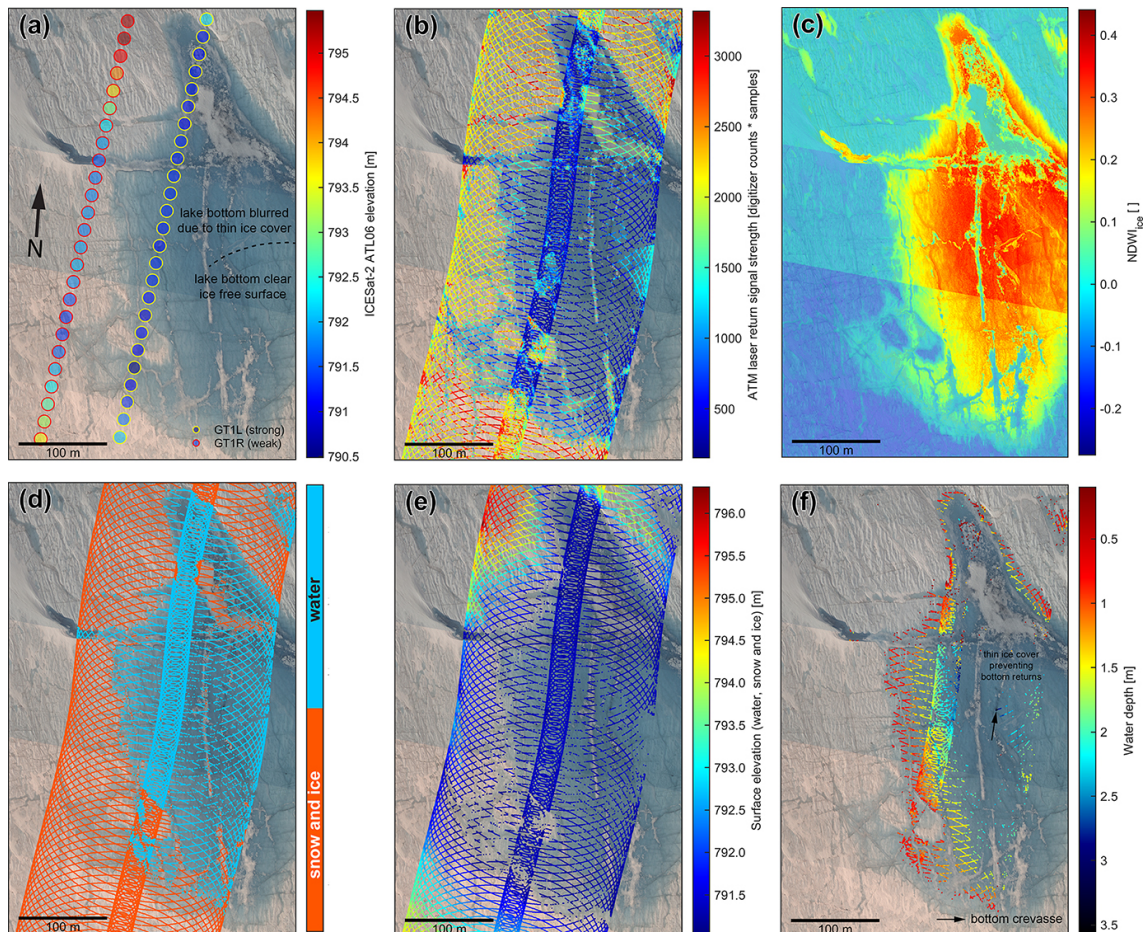 (a)
N
lake bottom blurred
due to thin ice cover
lake bottom clear
ice free surface
GT1L (strong)
GT1R (weak)
100 m
795
794.5
794
793.5
793
792.5
792
791.5
791
790.5
ICESat-2 ATL06 elevation [m]
(b)
100 m
3000
2500
2000
1500
1000
500
ATM laser return signal strength [digitizer counts * samples]
(c)
100 m
0.4
0.3
0.2
0.1
0.0
-0.1
-0.2
NDWIice [ ]
(d)
100 m
water
snow and ice
(e)
100 m
796.0
795.5
795.0
794.5
794.0
793.5
793.0
792.5
792.0
791.5
791.1
Surface elevation (water, snow and ice) [m]
(f)
thin ice cover
preventing
bottom returns
100 m
bottom crevasse
0.5
1
1.5
2
2.5
3
3.5
Water depth [m]